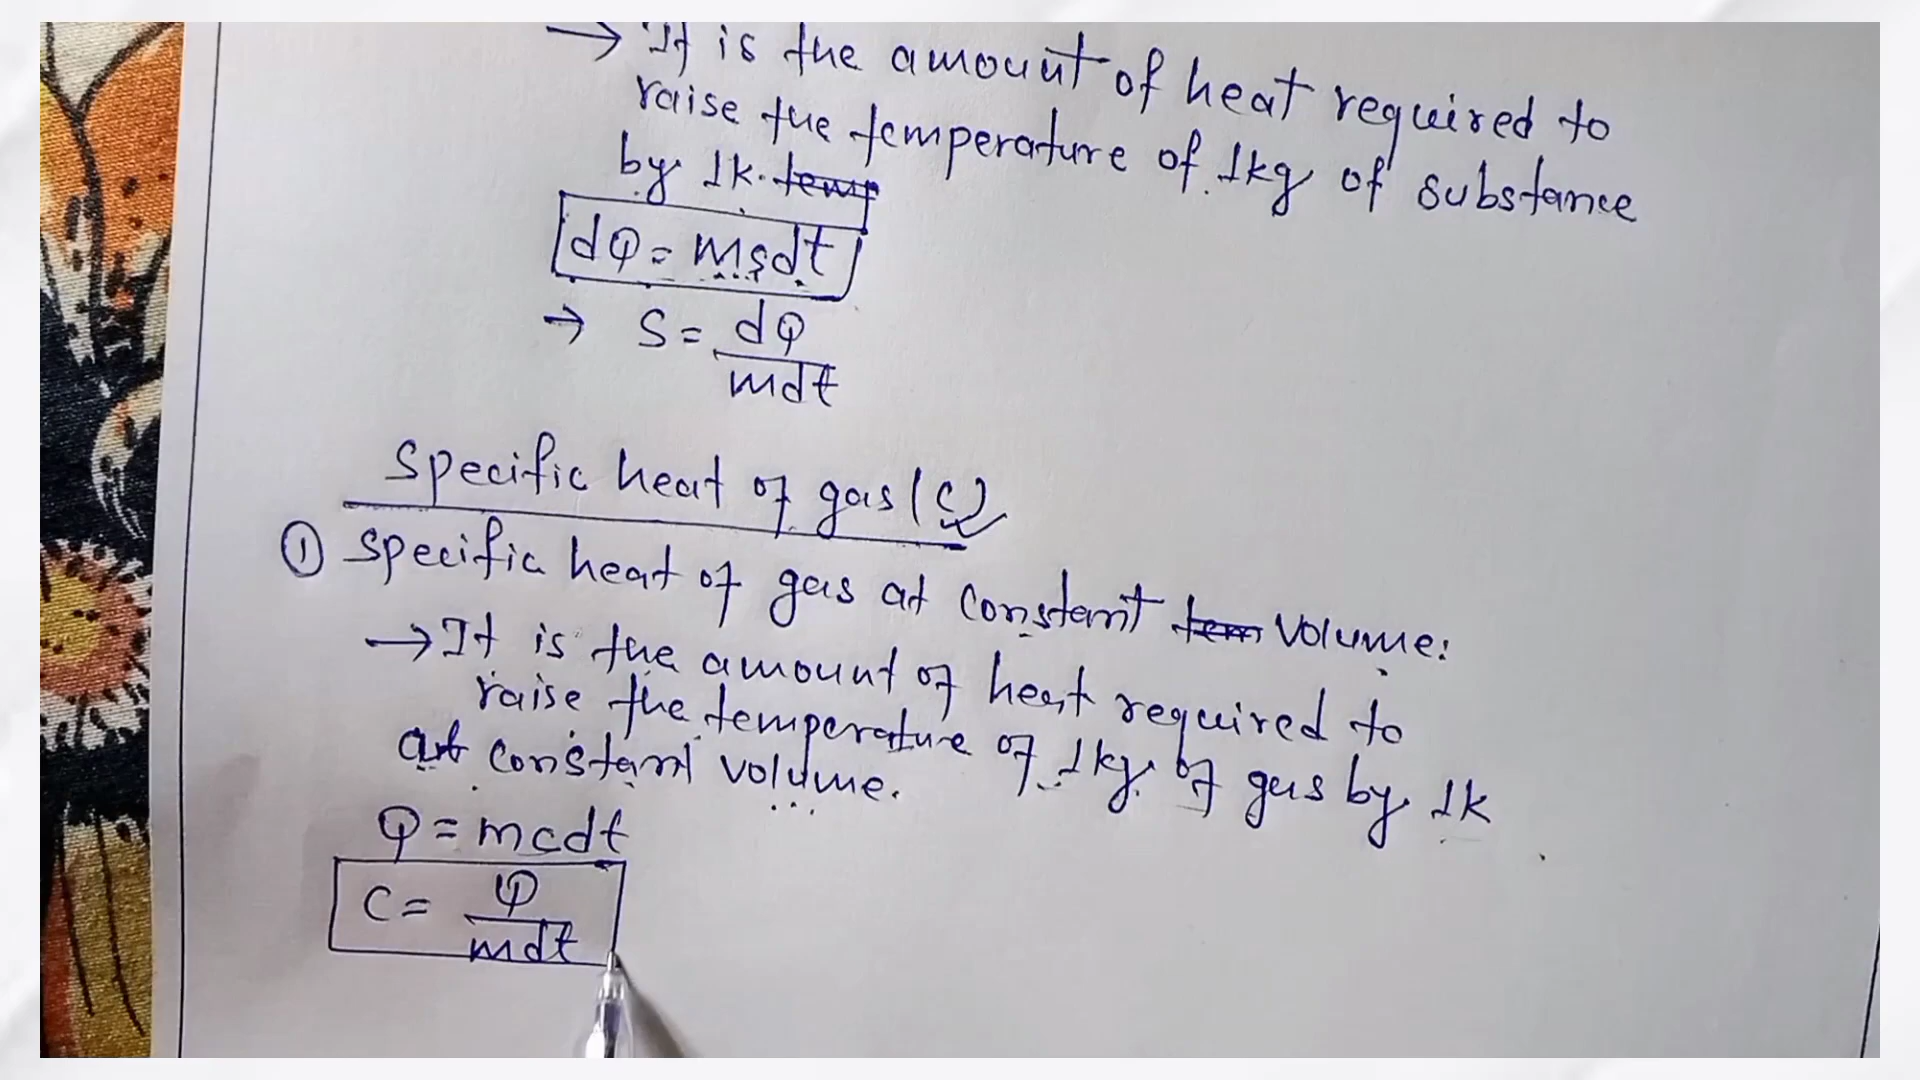 → It is the amount of heat required to
raise the temperature of 1kg of substance
by 1k. temp
dQ = msdt
→ S = dQ
mdt
Specific heat of gas (c)
① Specific heat of gas at constant tem volume:
→ It is the amount of heat required to
raise the temperature of 1kg of gas by 1k
at constant volume.
Q = mcdt
C = Q
mdt